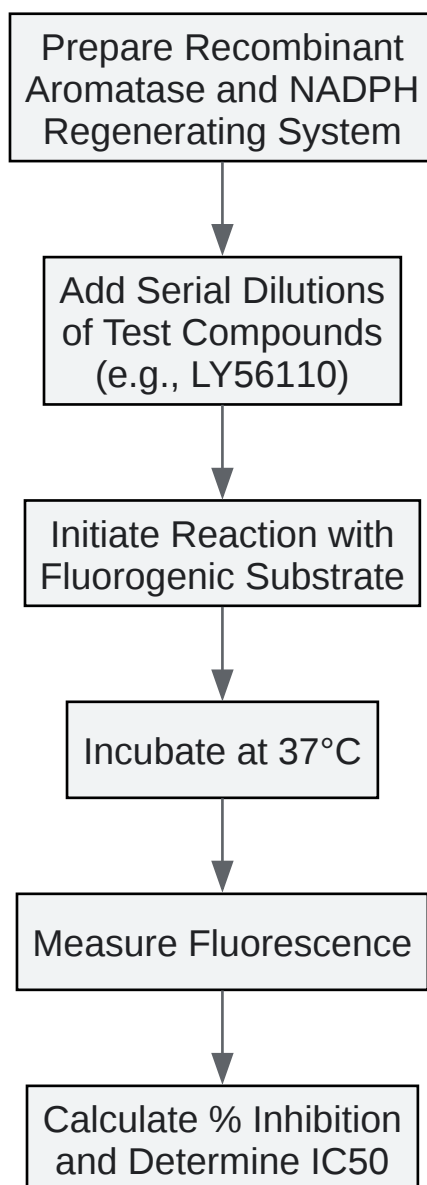 Prepare Recombinant
Aromatase and NADPH
Regenerating System
Add Serial Dilutions
of Test Compounds
(e.g., LY56110)
Initiate Reaction with
Fluorogenic Substrate
Incubate at 37°C
Measure Fluorescence
Calculate % Inhibition
and Determine IC50